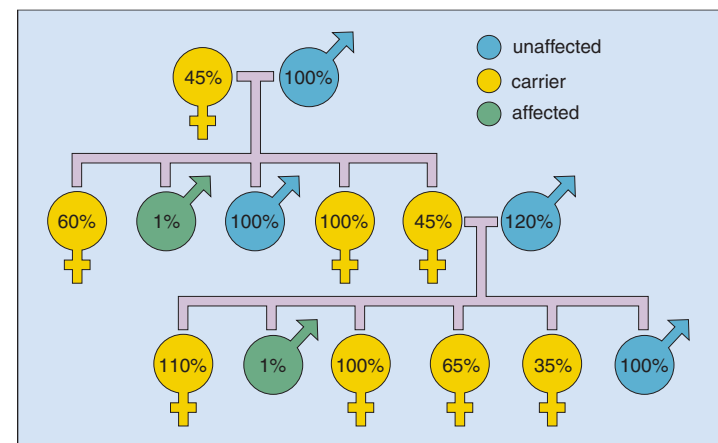 unaffected
45% 100%
carrier
affected
60% 1% 100% 100% 45% 120%
110% 1% 100% 65% 35% 100%